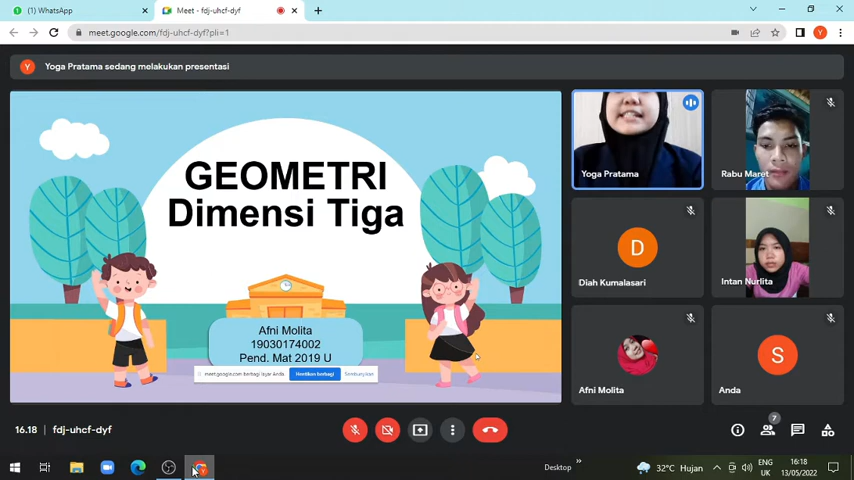 (1) WhatsApp
Meet - fdj-uhcf-dyf
meet.google.com/fdj-uhcf-dyf?pli=1
Y
Y Yoga Pratama sedang melakukan presentasi
GEOMETRI
Dimensi Tiga
Afni Molita
19030174002
Pend. Mat 2019 U
meet.google.com berbagi layar Anda.
Hentikan berbagi
Sembunyikan
Yoga Pratama
Rabu Maret
D
Diah Kumalasari
Intan Nurlita
Afni Molita
S
Anda
16.18 fdj-uhcf-dyf
7
Desktop
32°C Hujan
ENG
UK
16:18
13/05/2022